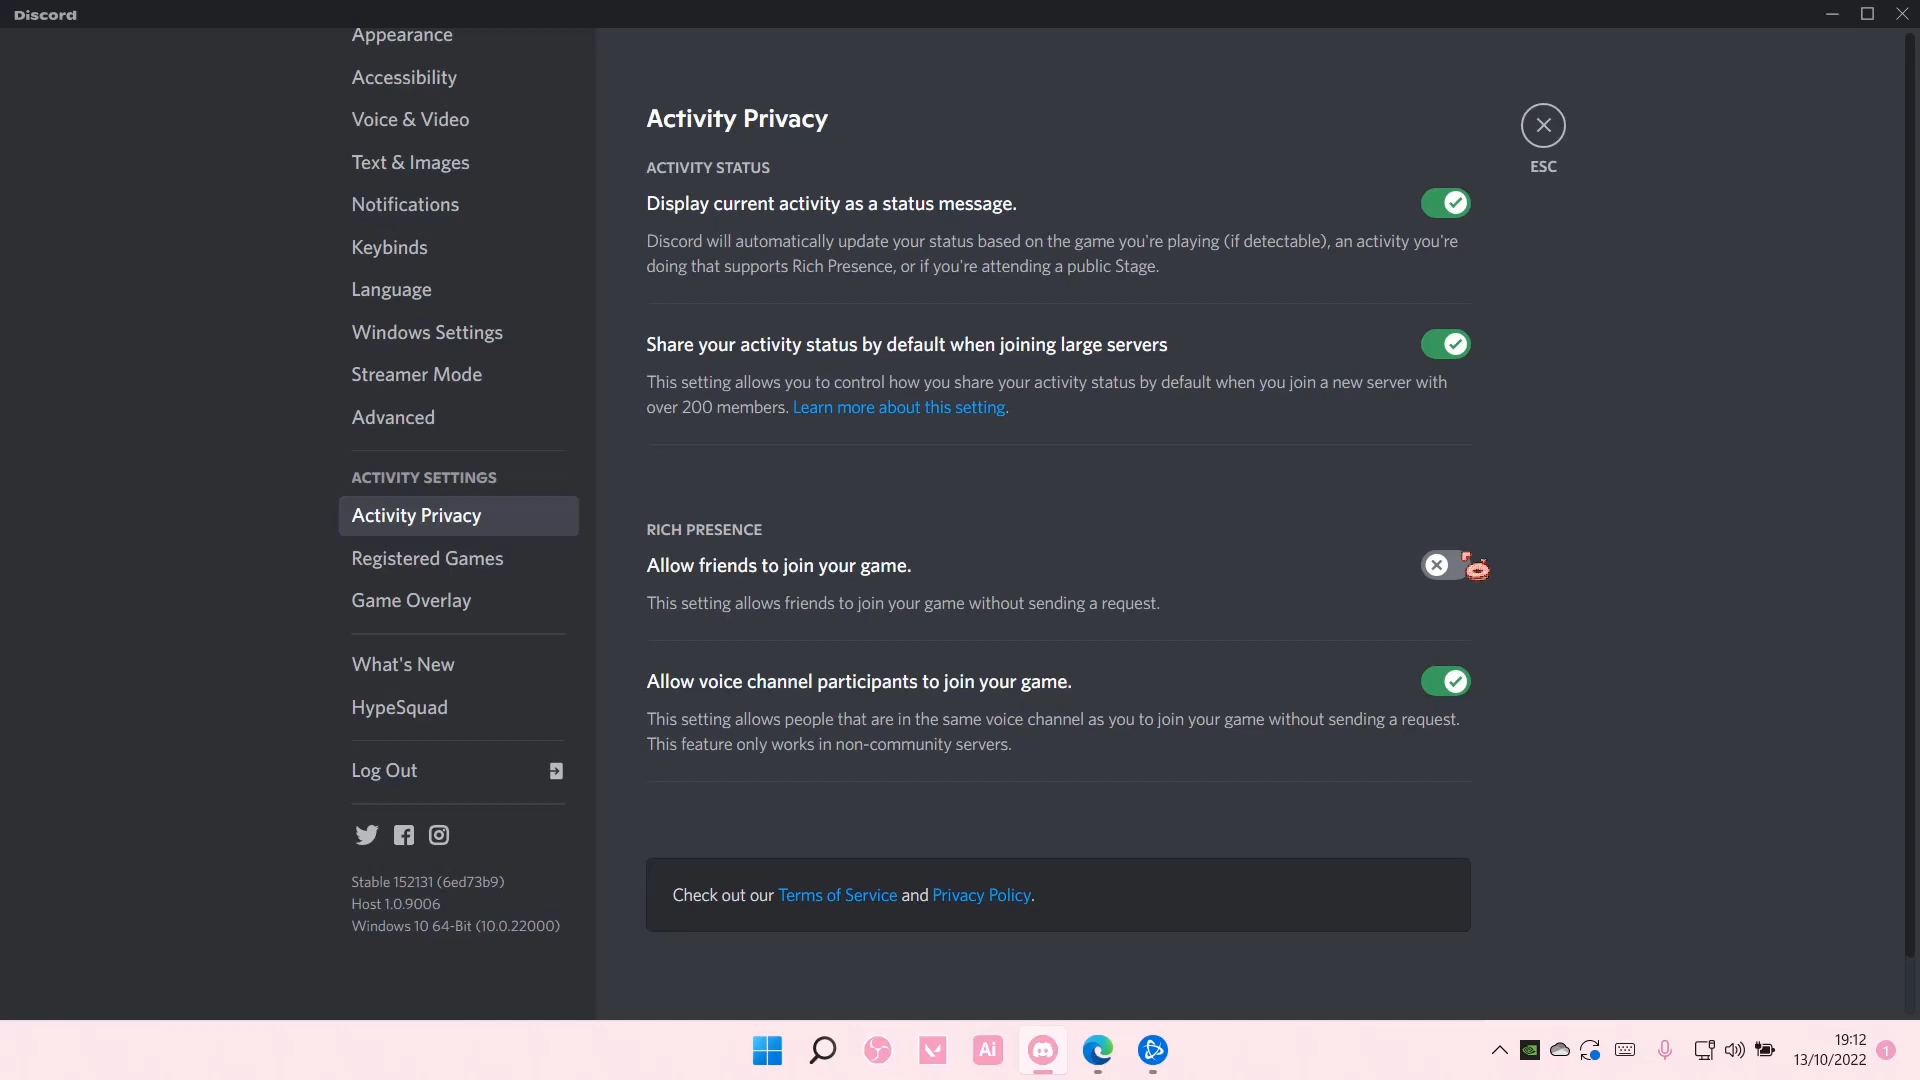 Discord
Appearance
Accessibility
Voice & Video
Text & Images
Notifications
Keybinds
Language
Windows Settings
Streamer Mode
Advanced
ACTIVITY SETTINGS
Activity Privacy
Registered Games
Game Overlay
What's New
HypeSquad
Log Out
Stable 152131 (6ed73b9)
Host 1.0.9006
Windows 10 64-Bit (10.0.22000)
Activity Privacy
ESC
ACTIVITY STATUS
Display current activity as a status message.
Discord will automatically update your status based on the game you're playing (if detectable), an activity you're
doing that supports Rich Presence, or if you're attending a public Stage.
Share your activity status by default when joining large servers
This setting allows you to control how you share your activity status by default when you join a new server with
over 200 members. Learn more about this setting.
RICH PRESENCE
Allow friends to join your game.
This setting allows friends to join your game without sending a request.
Allow voice channel participants to join your game.
This setting allows people that are in the same voice channel as you to join your game without sending a request.
This feature only works in non-community servers.
Check out our Terms of Service and Privacy Policy.
Ai
19:12
13/10/2022
1